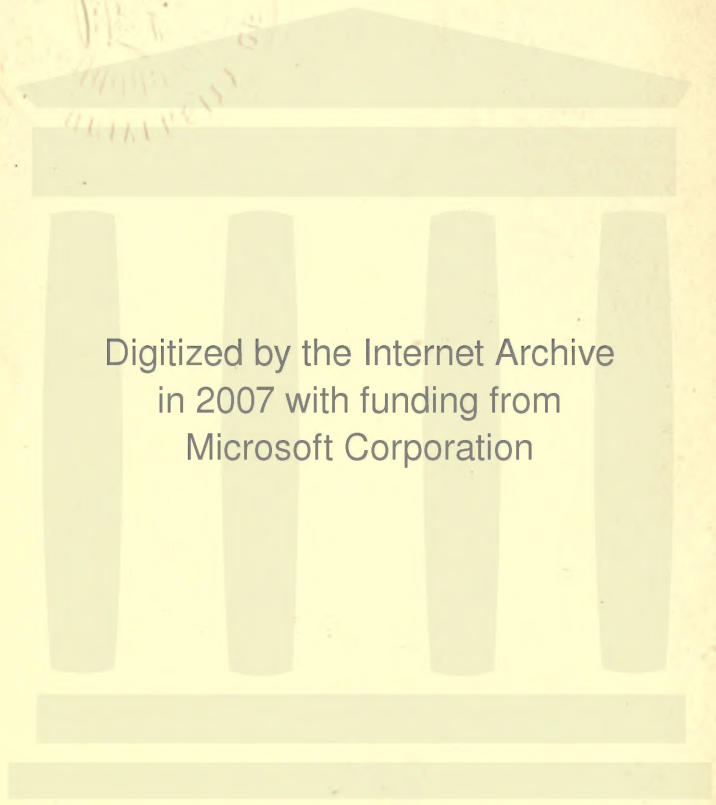 Digitized by the Internet Archive
in 2007 with funding from
Microsoft Corporation